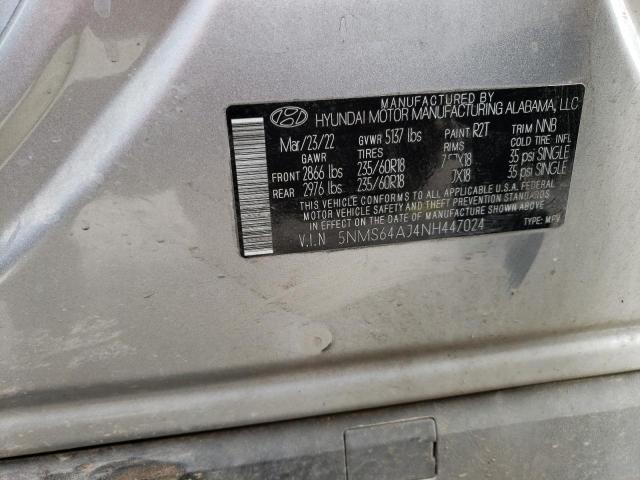 MANUFACTURED BY
HYUNDAI MOTOR MANUFACTURING ALABAMA, LLC
Mar/23/22 GVWR 5137 lbs PAINT R2T TRIM NNB
GAWR TIRES RIMS COLD TIRE INFL
FRONT 2866 lbs 235/60R18 35 psi SINGLE
REAR 2976 lbs 235/60R18 35 psi SINGLE
THIS VEHICLE CONFORMS TO ALL APPLICABLE U.S.A. FEDERAL
MOTOR VEHICLE SAFETY, BUMPER, AND THEFT PREVENTION STANDARDS
IN EFFECT ON THE DATE OF MANUFACTURE SHOWN ABOVE.
V.I.N 5NMS64AJ4NH447024 TYPE: MPV